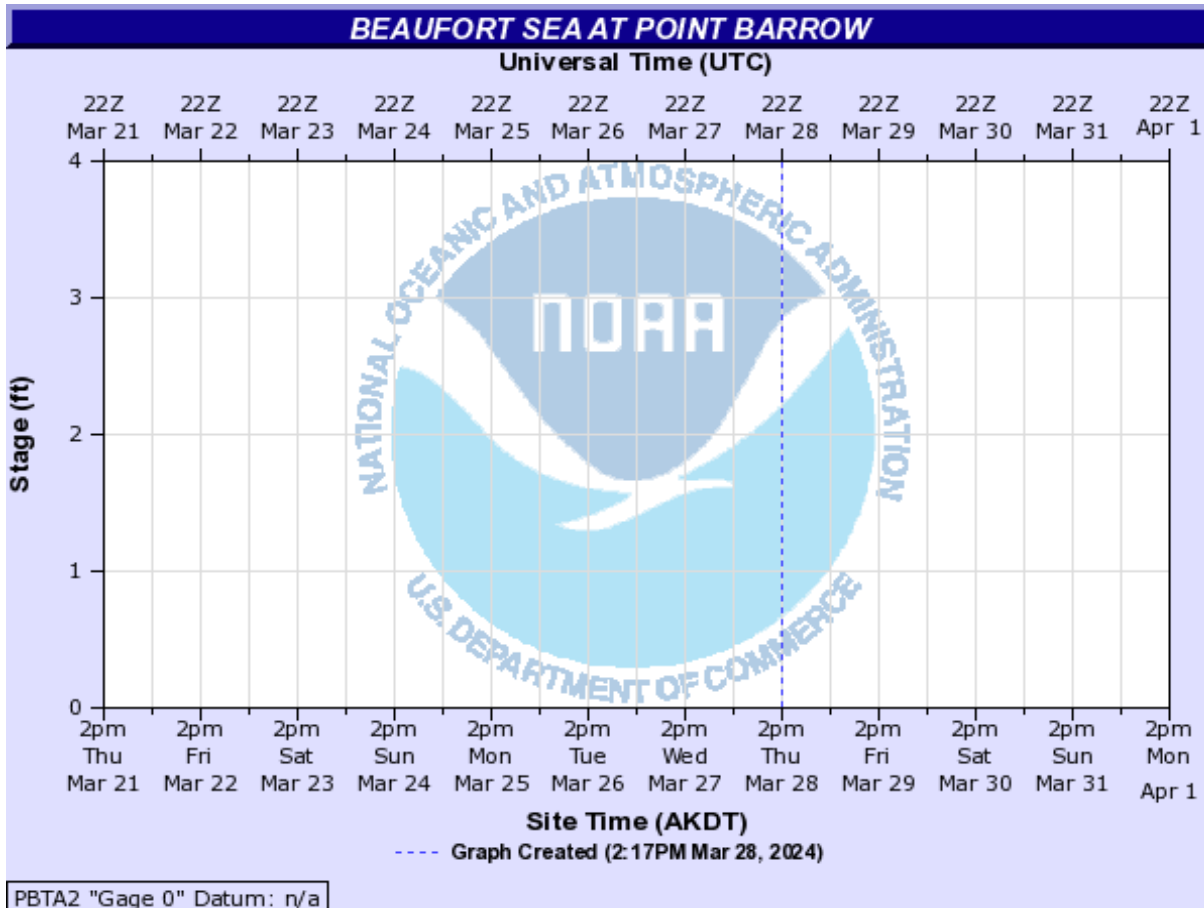 BEAUFORT SEA AT POINT BARROW
Universal Time (UTC)
22Z 22Z 22Z 22Z 22Z 22Z 22Z 22Z 22Z 22Z 22Z 22Z
Mar 21 Mar 22 Mar 23 Mar 24 Mar 25 Mar 26 Mar 27 Mar 28 Mar 29 Mar 30 Mar 31 Apr 1
4
3
2
1
0
Stage (ft)
NATIONAL OCEANIC AND ATMOSPHERIC ADMINISTRATION
NOAA
U.S. DEPARTMENT OF COMMERCE
2pm 2pm 2pm 2pm 2pm 2pm 2pm 2pm 2pm 2pm 2pm 2pm
Thu Fri Sat Sun Mon Tue Wed Thu Fri Sat Sun Mon
Mar 21 Mar 22 Mar 23 Mar 24 Mar 25 Mar 26 Mar 27 Mar 28 Mar 29 Mar 30 Mar 31 Apr 1
Site Time (AKDT)
Graph Created (2:17PM Mar 28, 2024)
PBTA2 "Gage 0" Datum: n/a